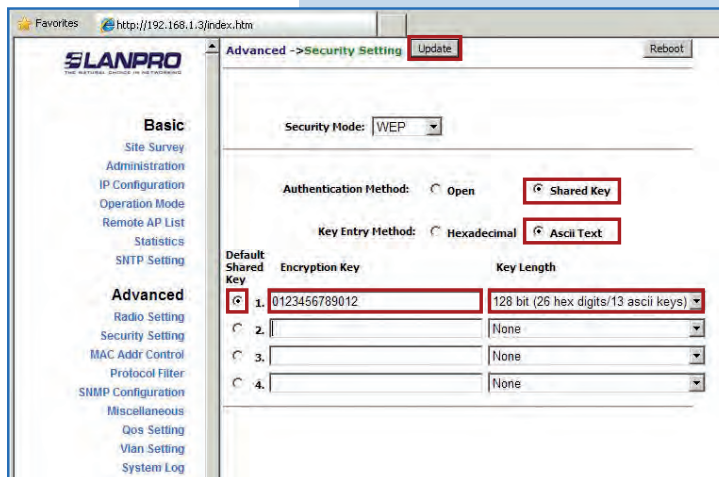 Favorites http://192.168.1.3/index.htm
LANPRO
THE NATURAL CHOICE IN NETWORKING
Advanced ->Security Setting Update Reboot
Basic
Site Survey
Administration
IP Configuration
Operation Mode
Remote AP List
Statistics
SNTP Setting
Advanced
Radio Setting
Security Setting
MAC Addr Control
Protocol Filter
SNMP Configuration
Miscellaneous
Qos Setting
Vlan Setting
System Log
Security Mode: WEP
Authentication Method: Open Shared Key
Key Entry Method: Hexadecimal Ascii Text
Default Shared Key Encryption Key Key Length
1. 0123456789012 128 bit (26 hex digits/13 ascii keys)
2. None
3. None
4. None